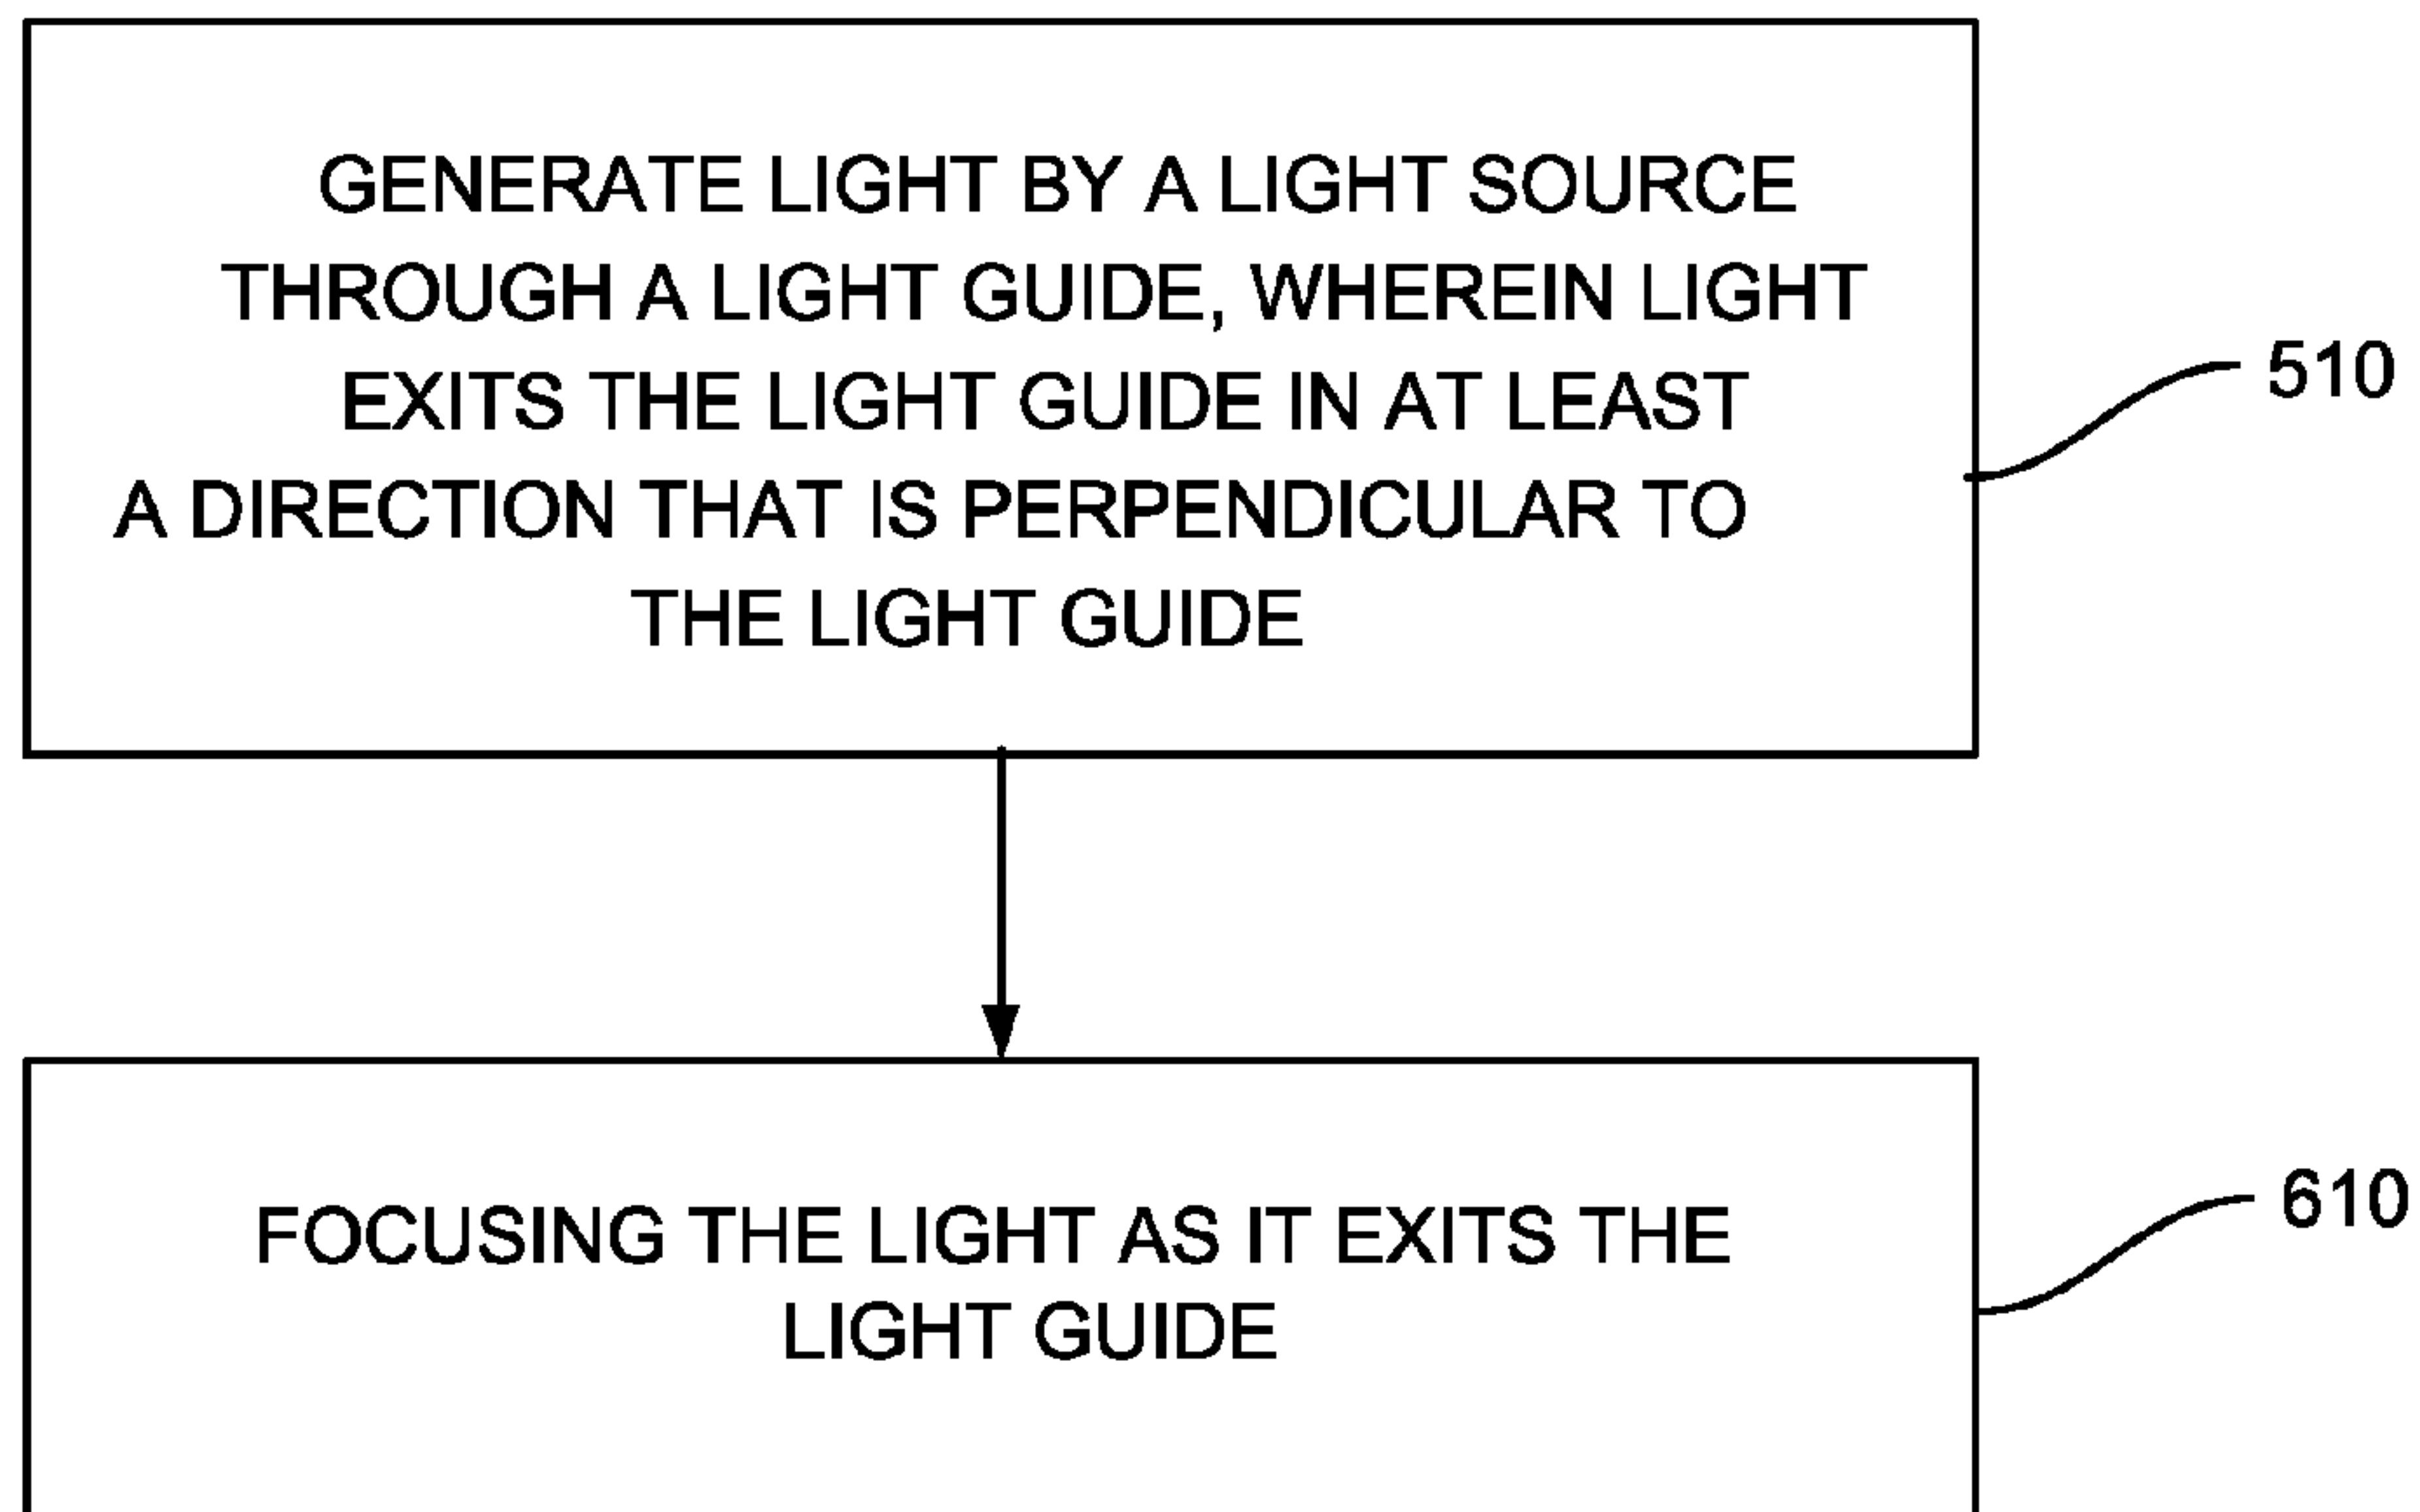 GENERATE LIGHT BY A LIGHT SOURCE
THROUGH A LIGHT GUIDE, WHEREIN LIGHT
EXITS THE LIGHT GUIDE IN AT LEAST
A DIRECTION THAT IS PERPENDICULAR TO
THE LIGHT GUIDE
510
FOCUSING THE LIGHT AS IT EXITS THE
LIGHT GUIDE
610